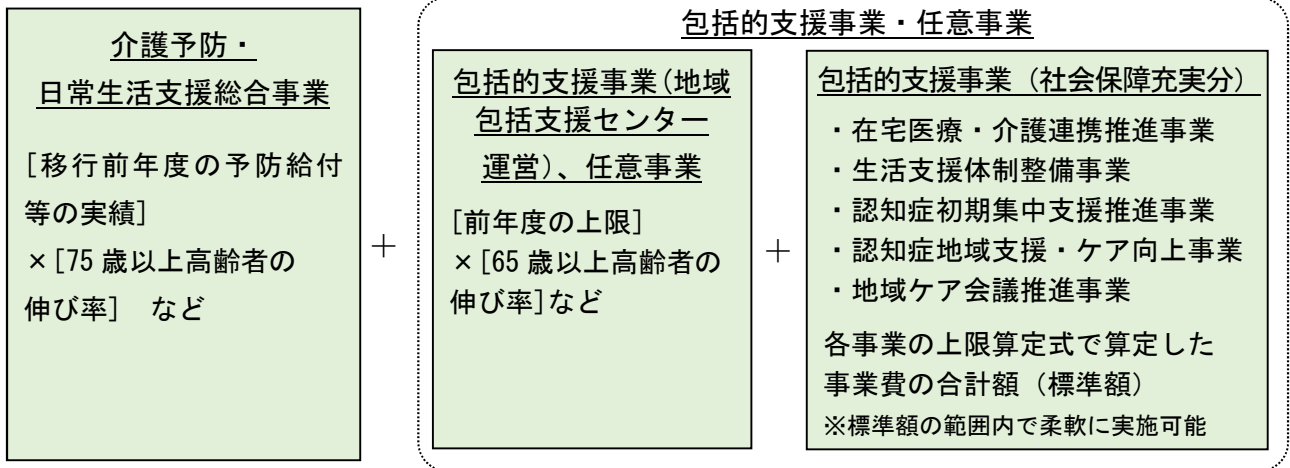 介護予防・
日常生活支援総合事業
[移行前年度の予防給付
等の実績]
×[75 歳以上高齢者の
伸び率] など
＋
包括的支援事業・任意事業
包括的支援事業(地域
包括支援センター
運営)、任意事業
[前年度の上限]
×[65 歳以上高齢者の
伸び率]など
＋
包括的支援事業（社会保障充実分）
・在宅医療・介護連携推進事業
・生活支援体制整備事業
・認知症初期集中支援推進事業
・認知症地域支援・ケア向上事業
・地域ケア会議推進事業
各事業の上限算定式で算定した
事業費の合計額（標準額）
※標準額の範囲内で柔軟に実施可能